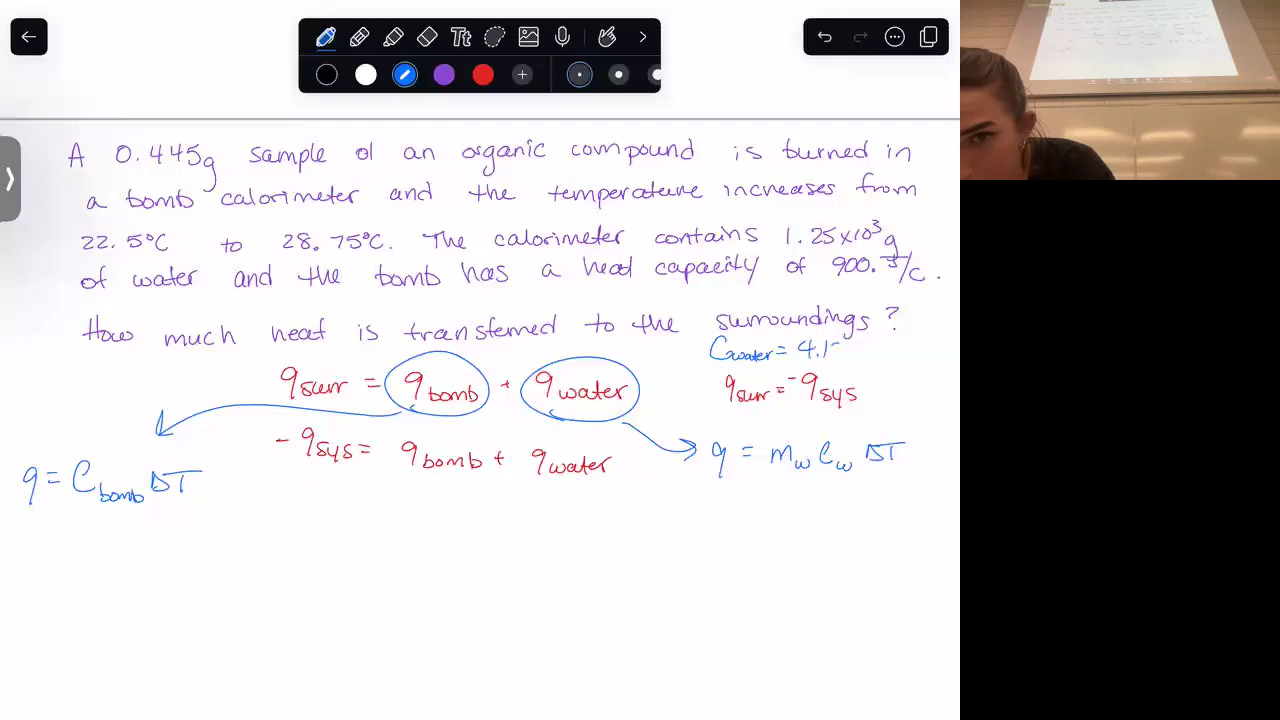 Tt
A 0.445g sample of an organic compound is burned in
a bomb calorimeter and the temperature increases from
22.5°C to 28.75°C. The calorimeter contains 1.25x10³g
of water and the bomb has a heat capacity of 900. J/C.
How much heat is transferred to the surroundings?
Cwater = 4.1
qsurr = qbomb + qwater
qsurr = -qsys
-qsys = qbomb + qwater
q = mw Cw ΔT
q = Cbomb ΔT